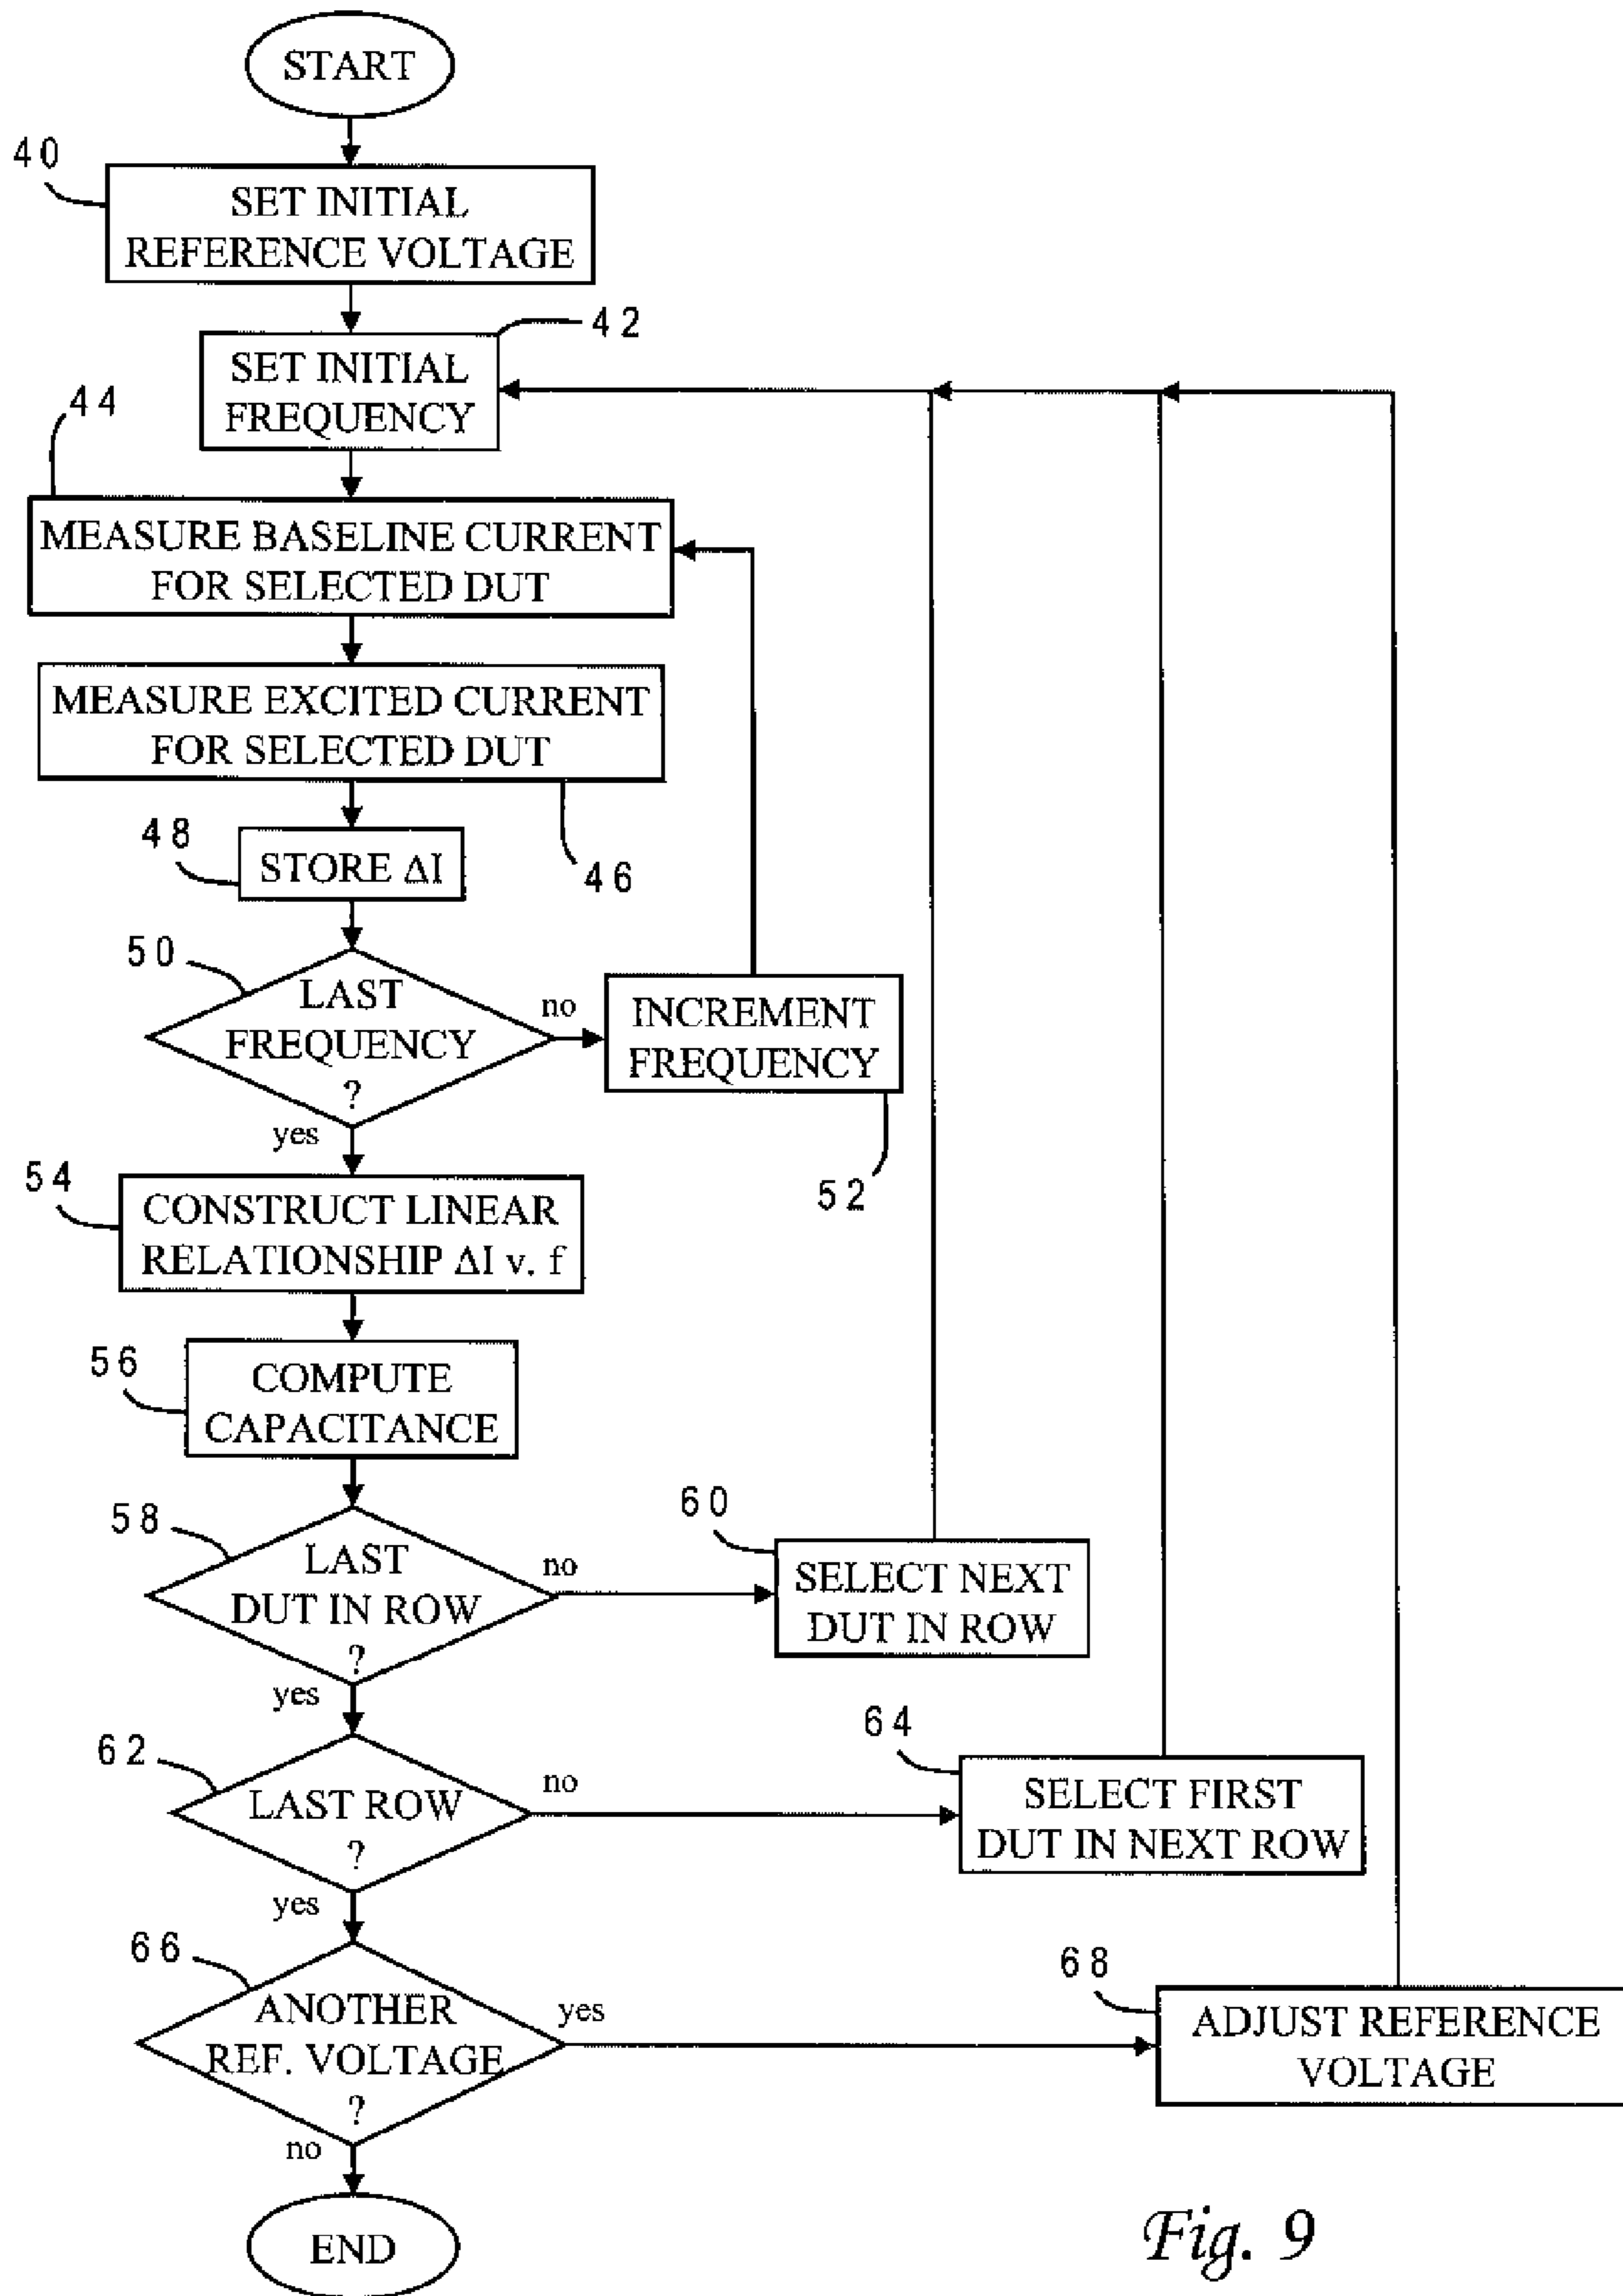 START
40
SET INITIAL
REFERENCE VOLTAGE
42
SET INITIAL
FREQUENCY
44
MEASURE BASELINE CURRENT
FOR SELECTED DUT
MEASURE EXCITED CURRENT
FOR SELECTED DUT
46
48
STORE ΔI
50
LAST
FREQUENCY
?
no
yes
INCREMENT
FREQUENCY
52
54
CONSTRUCT LINEAR
RELATIONSHIP ΔI v. f
56
COMPUTE
CAPACITANCE
58
LAST
DUT IN ROW
?
no
yes
60
SELECT NEXT
DUT IN ROW
62
LAST ROW
?
no
yes
64
SELECT FIRST
DUT IN NEXT ROW
66
ANOTHER
REF. VOLTAGE
?
yes
no
68
ADJUST REFERENCE
VOLTAGE
END
Fig. 9